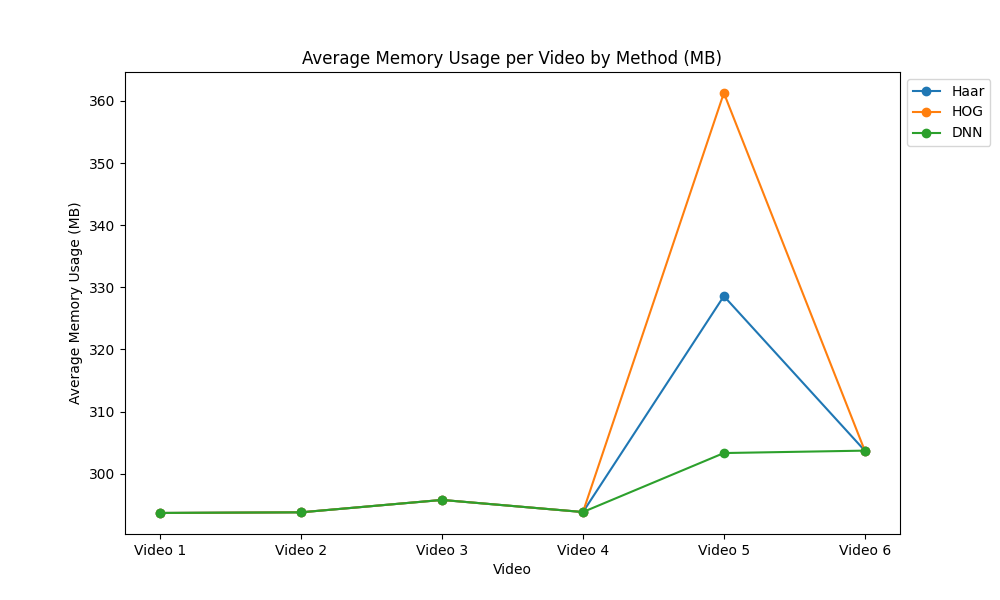 Average Memory Usage per Video by Method (MB)
Haar
HOG
DNN
Average Memory Usage (MB)
360
350
340
330
320
310
300
Video 1
Video 2
Video 3
Video 4
Video 5
Video 6
Video